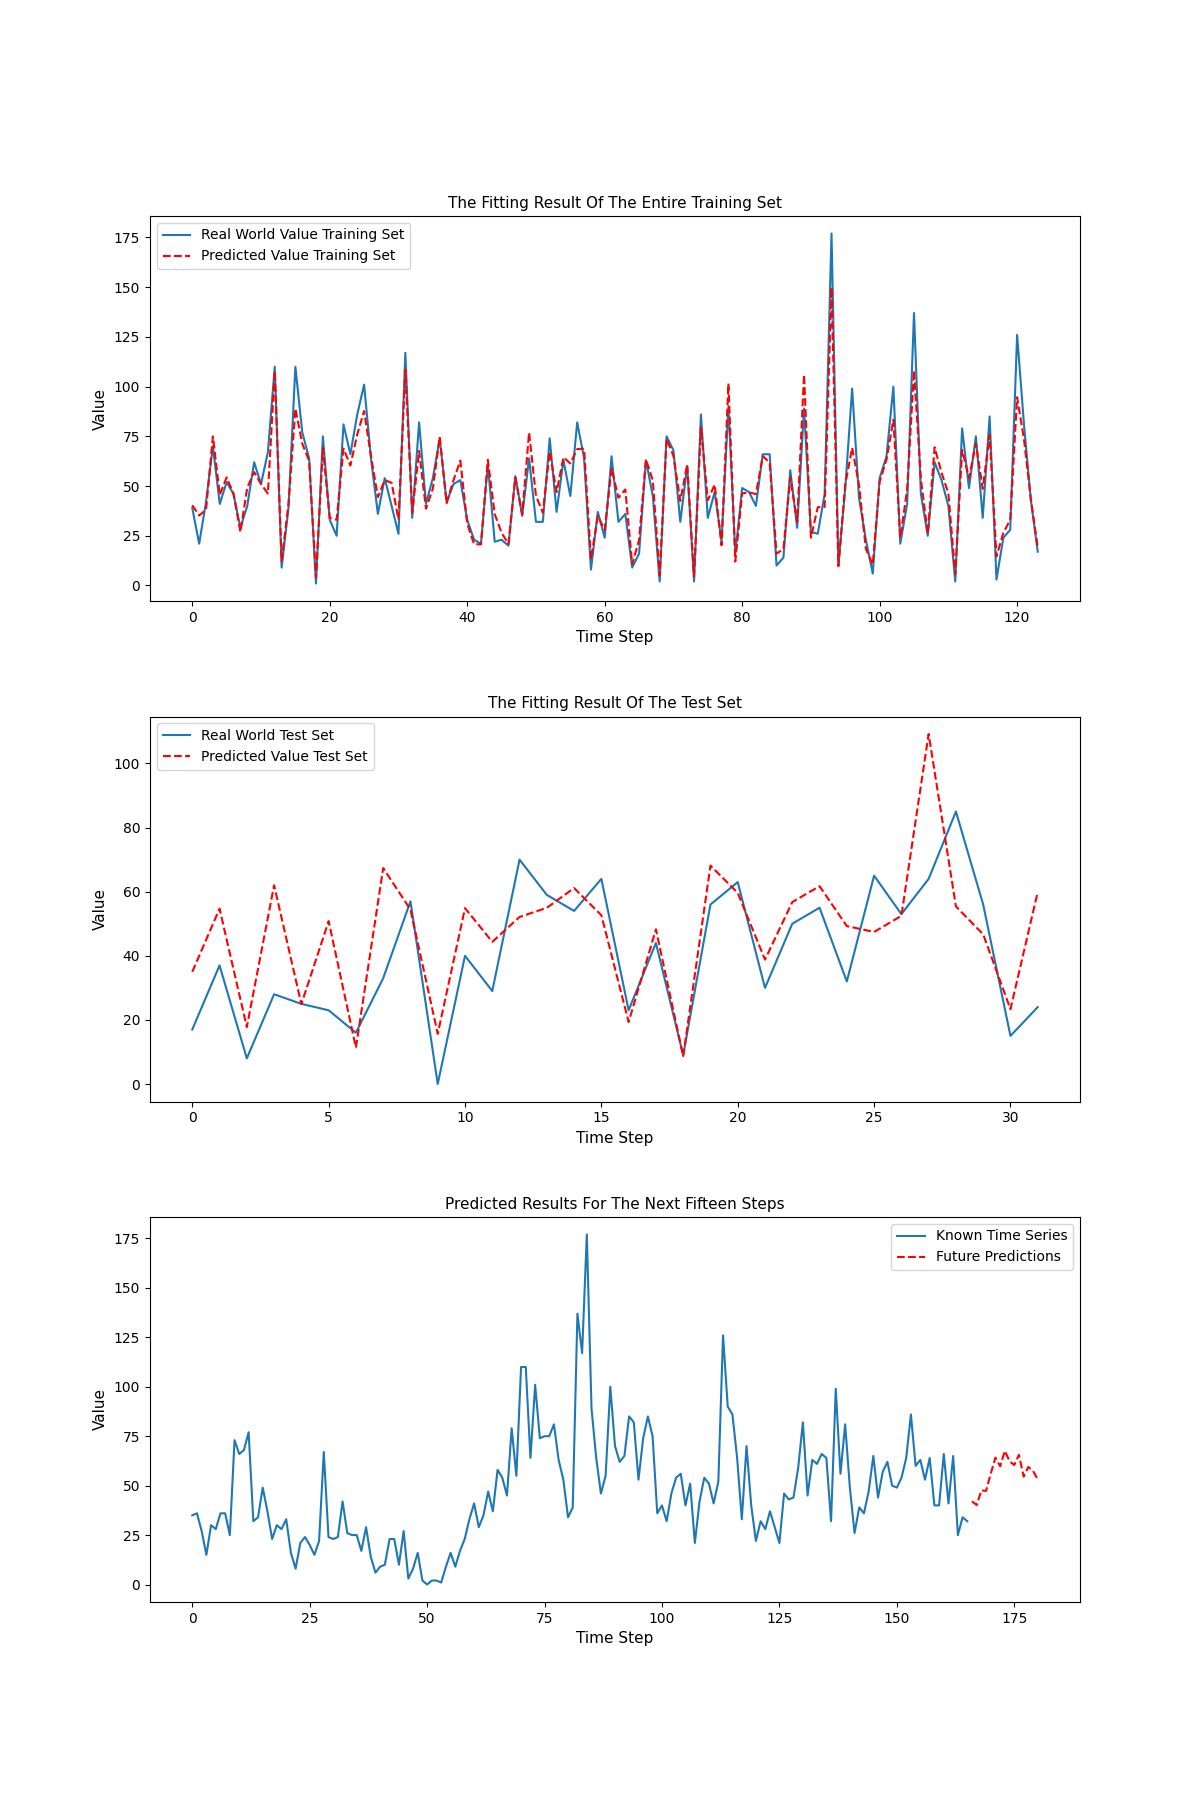 The Fitting Result Of The Entire Training Set
Real World Value Training Set
Predicted Value Training Set
175
150
125
100
75
50
25
0
Value
0 20 40 60 80 100 120
Time Step
The Fitting Result Of The Test Set
Real World Test Set
Predicted Value Test Set
100
80
60
40
20
0
Value
0 5 10 15 20 25 30
Time Step
Predicted Results For The Next Fifteen Steps
Known Time Series
Future Predictions
175
150
125
100
75
50
25
0
Value
0 25 50 75 100 125 150 175
Time Step